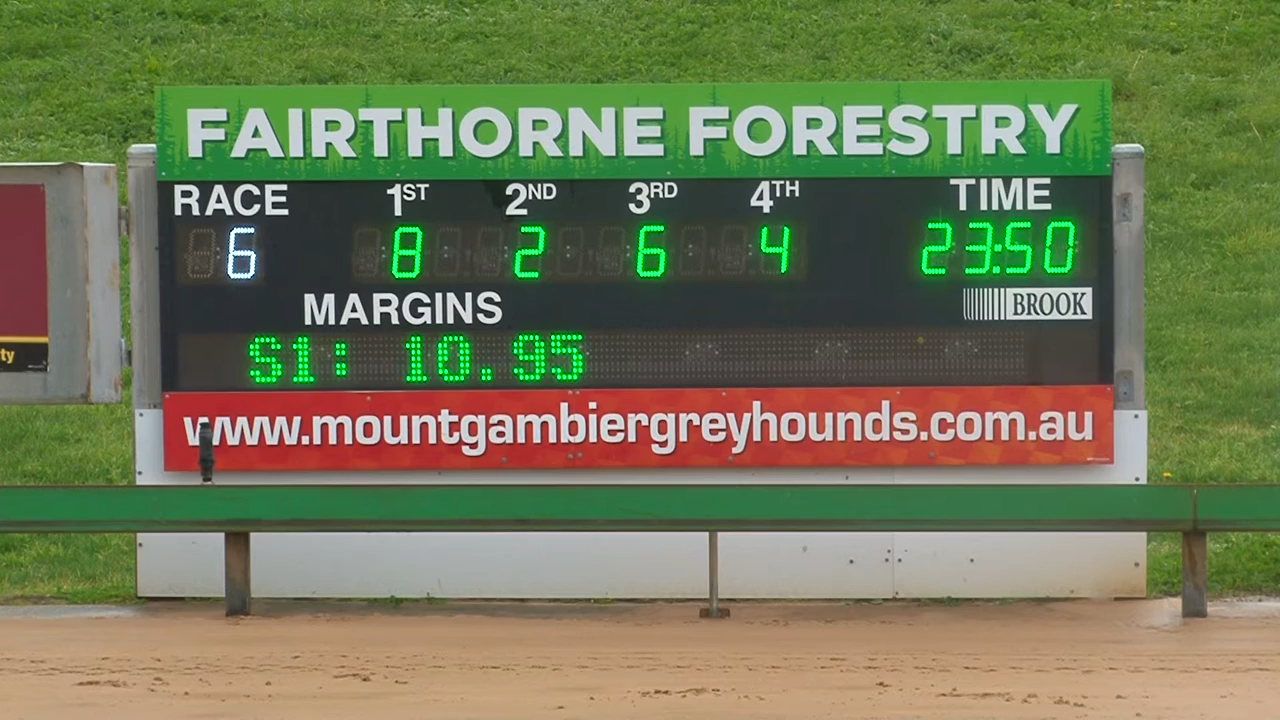 FAIRTHORNE FORESTRY
RACE 1ST 2ND 3RD 4TH TIME
6 8 2 6 4 23:50
MARGINS
BROOK
S1: 10.95
ty
www.mountgambiergreyhounds.com.au